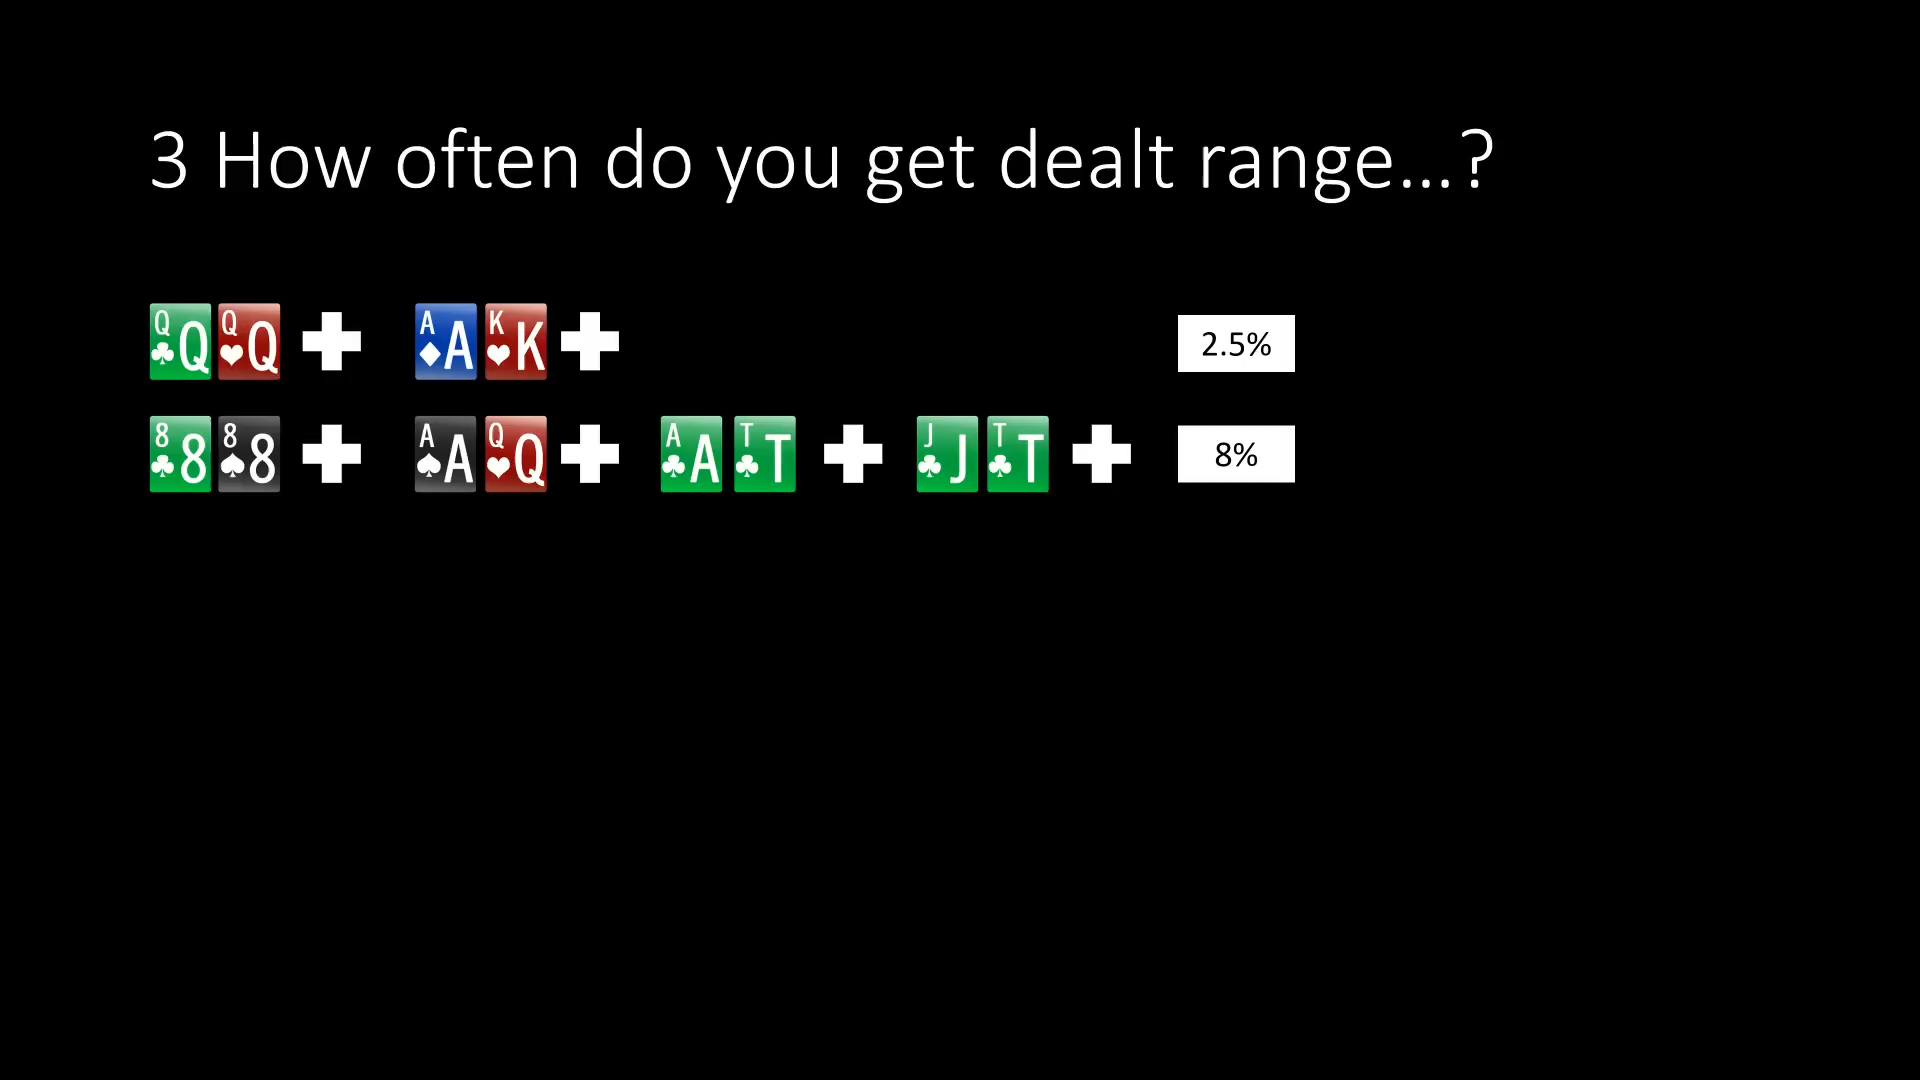 3 How often do you get dealt range...?
Q♣Q Q♥Q + A♦A K♥K + 2.5%
8♣8 8♠8 + A♠A Q♥Q + A♣A T♣T + J♣J T♣T + 8%